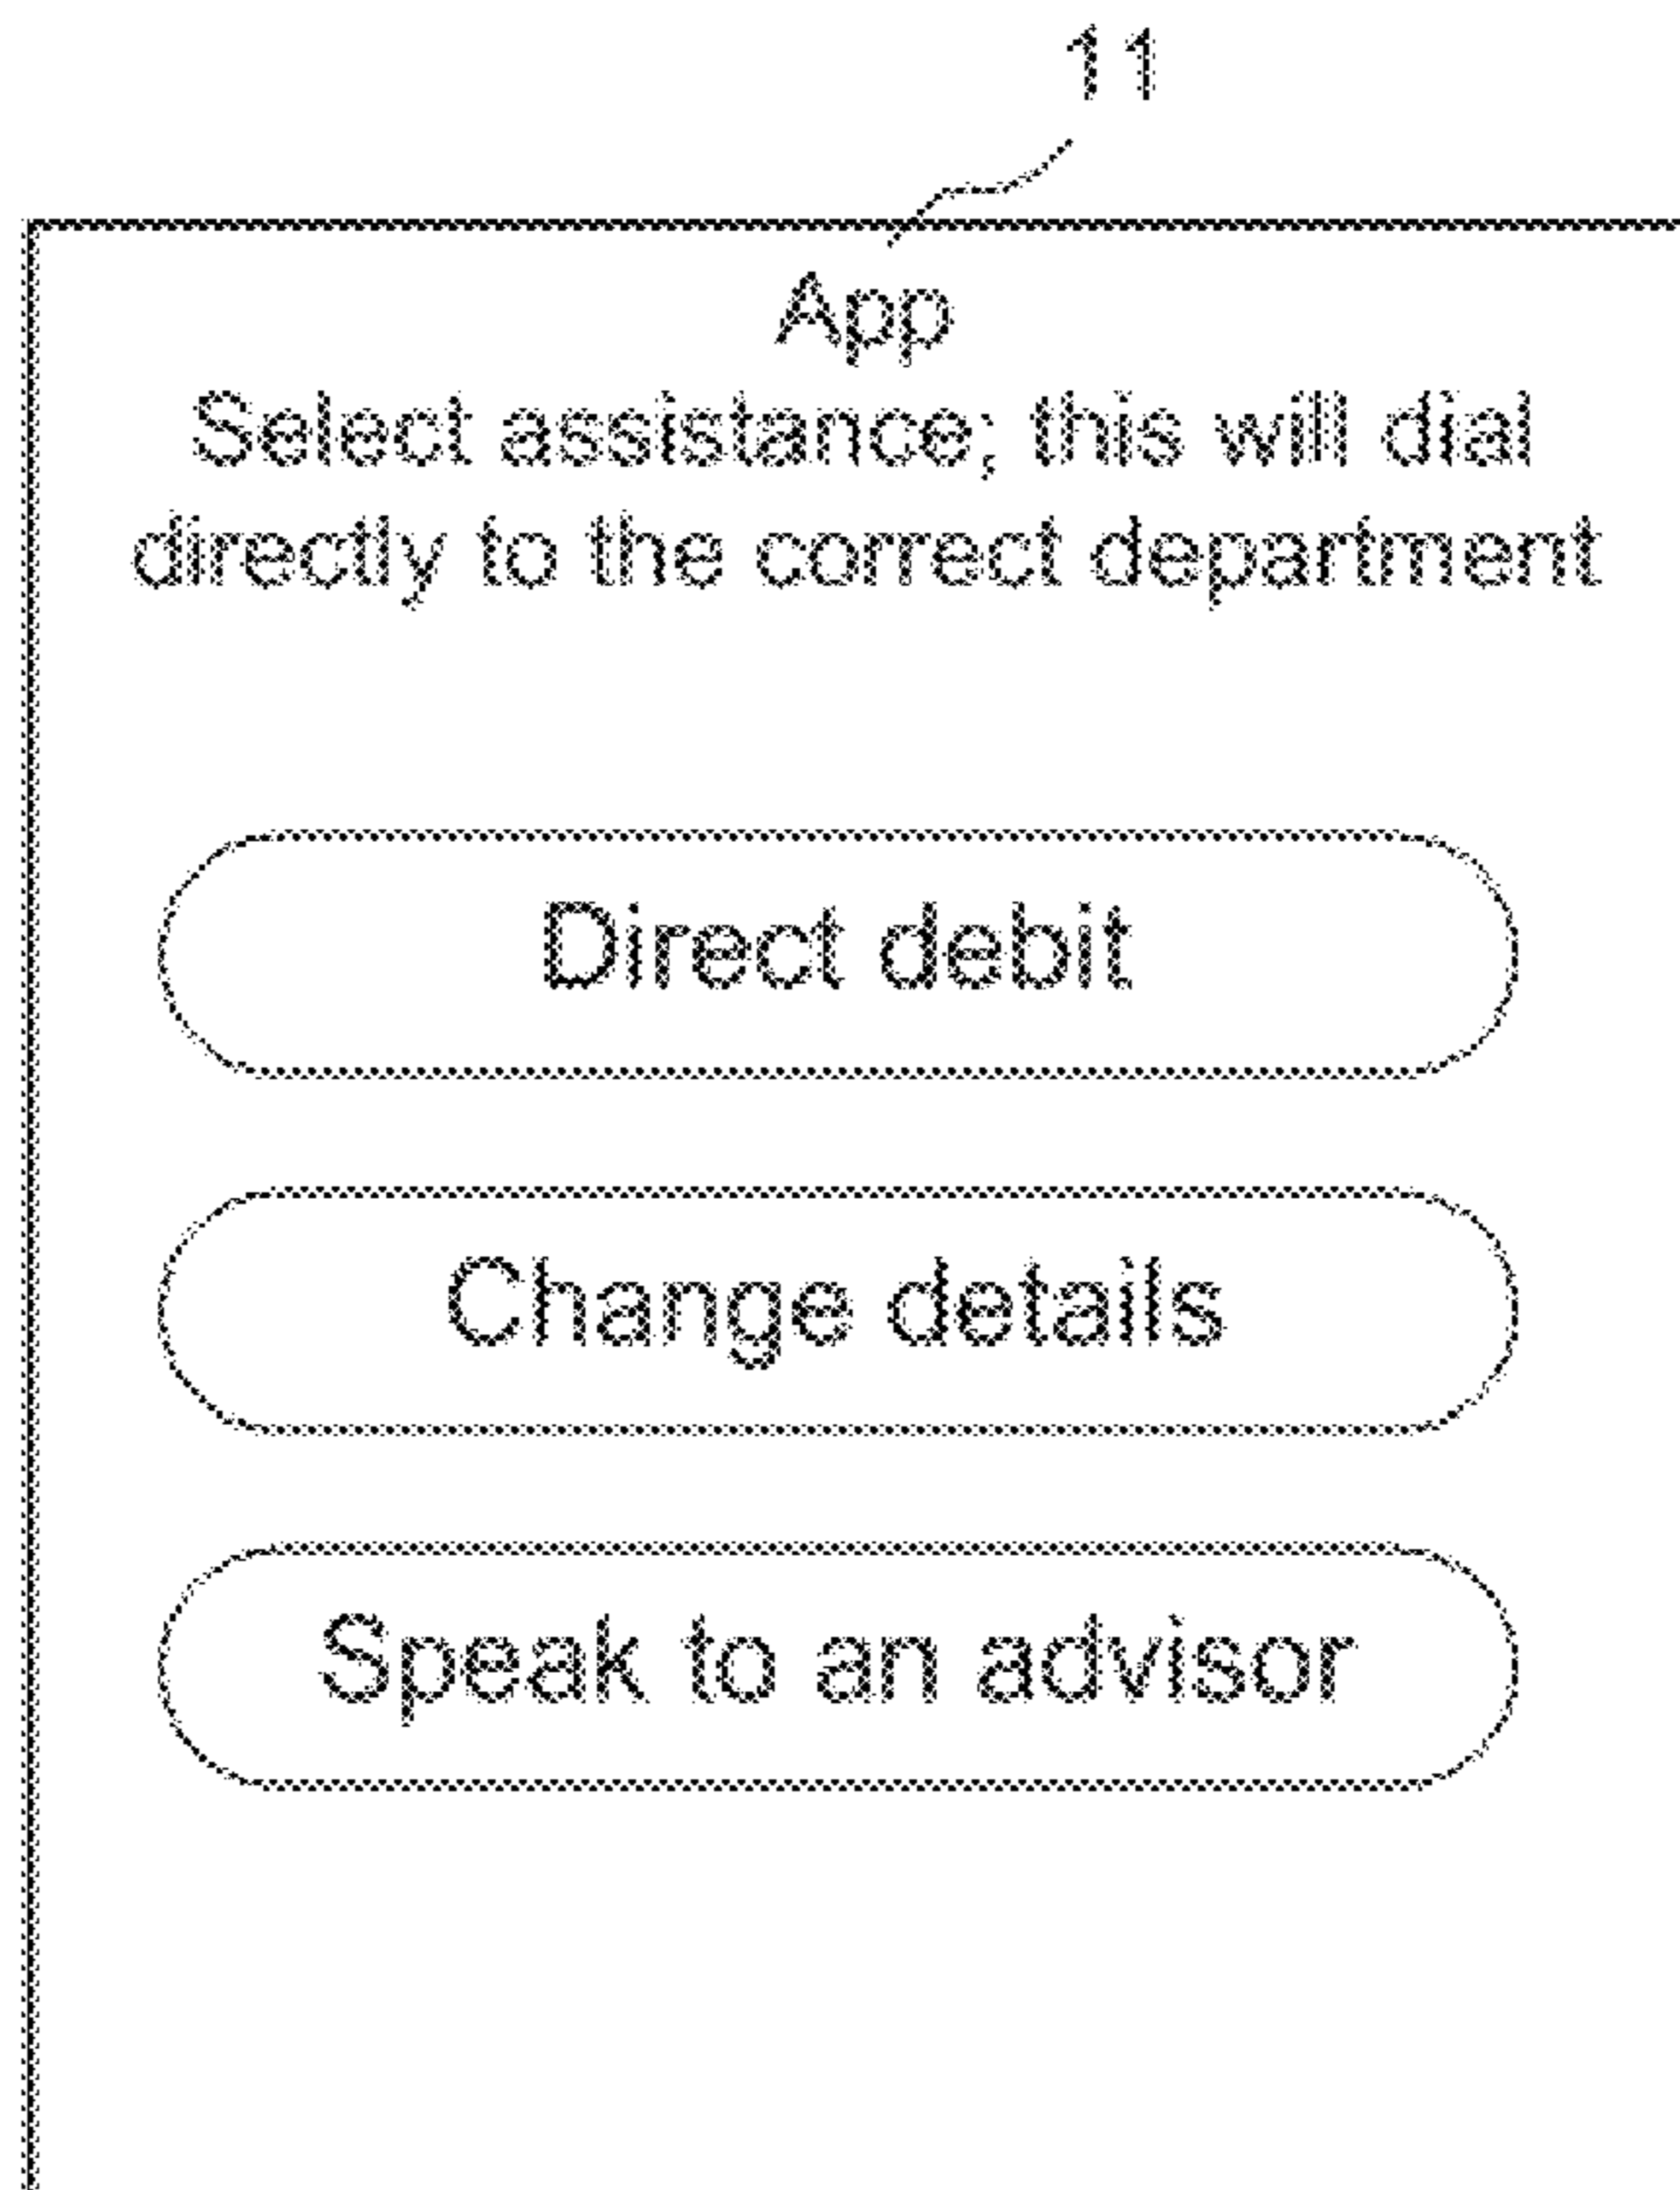 11
App
Select assistance; this will dial
directly to the correct department
Direct debit
Change details
Speak to an advisor